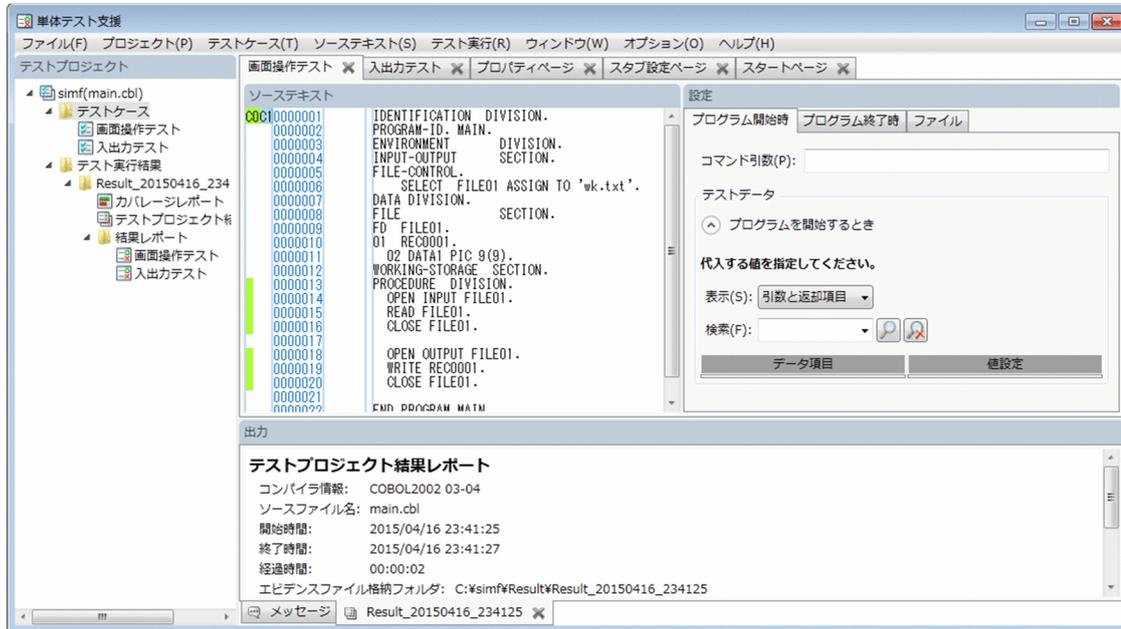 単体テスト支援
ファイル(F) プロジェクト(P) テストケース(T) ソーステキスト(S) テスト実行(R) ウィンドウ(W) オプション(O) ヘルプ(H)
テストプロジェクト
simf(main.cbl)
テストケース
画面操作テスト
入出力テスト
テスト実行結果
Result_20150416_234
カバレージレポート
テストプロジェクト
結果レポート
画面操作テスト
入出力テスト
画面操作テスト 入出力テスト プロパティページ スタブ設定ページ スタートページ
ソーステキスト
C0C1 0000001 IDENTIFICATION DIVISION.
0000002 PROGRAM-ID. MAIN.
0000003 ENVIRONMENT DIVISION.
0000004 INPUT-OUTPUT SECTION.
0000005 FILE-CONTROL.
0000006 SELECT FILE01 ASSIGN TO 'wk.txt'.
0000007 DATA DIVISION.
0000008 FILE SECTION.
0000009 FD FILE01.
0000010 01 REC0001.
0000011 02 DATA1 PIC 9(9).
0000012 WORKING-STORAGE SECTION.
0000013 PROCEDURE DIVISION.
0000014 OPEN INPUT FILE01.
0000015 READ FILE01.
0000016 CLOSE FILE01.
0000017
0000018 OPEN OUTPUT FILE01.
0000019 WRITE REC0001.
0000020 CLOSE FILE01.
0000021
0000022 END PROGRAM MAIN
設定
プログラム開始時 プログラム終了時 ファイル
コマンド引数(P):
テストデータ
プログラムを開始するとき
代入する値を指定してください。
表示(S): 引数と返却項目
検索(F):
データ項目 値設定
出力
テストプロジェクト結果レポート
コンパイラ情報: COBOL2002 03-04
ソースファイル名: main.cbl
開始時間: 2015/04/16 23:41:25
終了時間: 2015/04/16 23:41:27
経過時間: 00:00:02
エビデンスファイル格納フォルダ: C:¥simf¥Result¥Result_20150416_234125
メッセージ Result_20150416_234125